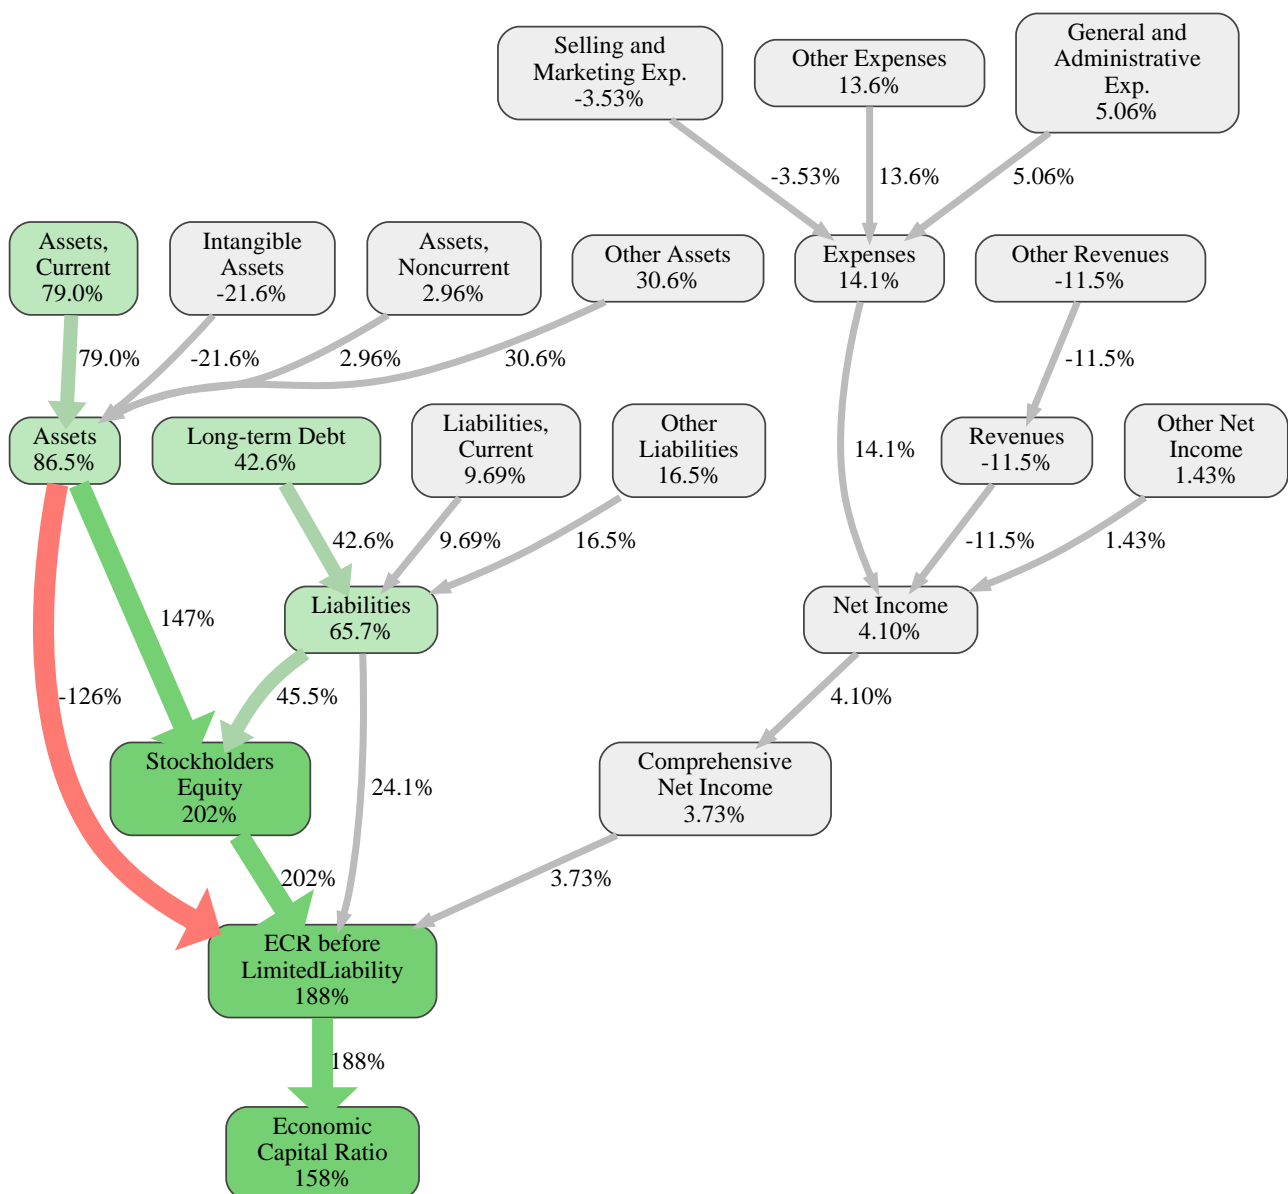 Selling and
Marketing Exp.
-3.53%
Other Expenses
13.6%
General and
Administrative
Exp.
5.06%
-3.53%
13.6%
5.06%
Assets,
Current
79.0%
Intangible
Assets
-21.6%
Assets,
Noncurrent
2.96%
Other Assets
30.6%
Expenses
14.1%
Other Revenues
-11.5%
79.0%
-21.6%
2.96%
30.6%
-11.5%
Assets
86.5%
Long-term Debt
42.6%
Liabilities,
Current
9.69%
Other
Liabilities
16.5%
14.1%
Revenues
-11.5%
Other Net
Income
1.43%
42.6%
9.69%
16.5%
-11.5%
1.43%
147%
Liabilities
65.7%
Net Income
4.10%
-126%
45.5%
4.10%
Stockholders
Equity
202%
24.1%
Comprehensive
Net Income
3.73%
202%
3.73%
ECR before
LimitedLiability
188%
188%
Economic
Capital Ratio
158%